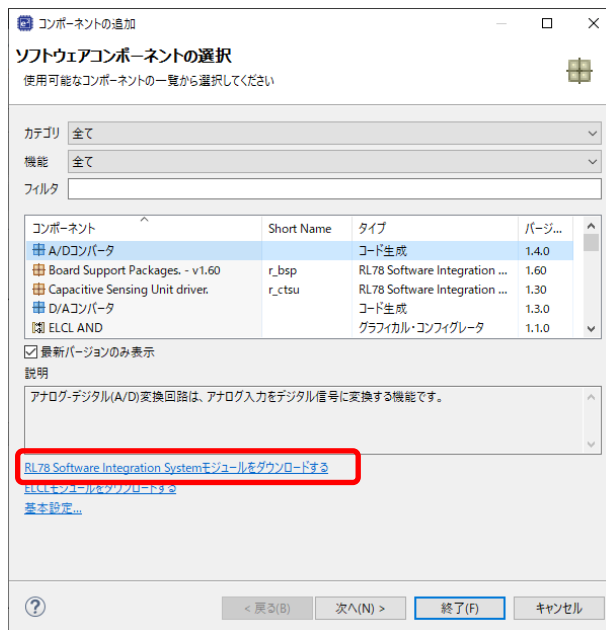 コンポーネントの追加
ソフトウェアコンポーネントの選択
使用可能なコンポーネントの一覧から選択してください
カテゴリ 全て
機能 全て
フィルタ
コンポーネント Short Name タイプ バージ...
A/Dコンバータ コード生成 1.4.0
Board Support Packages. - v1.60 r_bsp RL78 Software Integration ... 1.60
Capacitive Sensing Unit driver. r_ctsu RL78 Software Integration ... 1.30
D/Aコンバータ コード生成 1.3.0
ELCL AND グラフィカル・コンフィグレータ 1.1.0
最新バージョンのみ表示
説明
アナログ-デジタル(A/D)変換回路は、アナログ入力をデジタル信号に変換する機能です。
RL78 Software Integration Systemモジュールをダウンロードする
ELCLモジュールをダウンロードする
基本設定...
? < 戻る(B) 次へ(N) > 終了(F) キャンセル